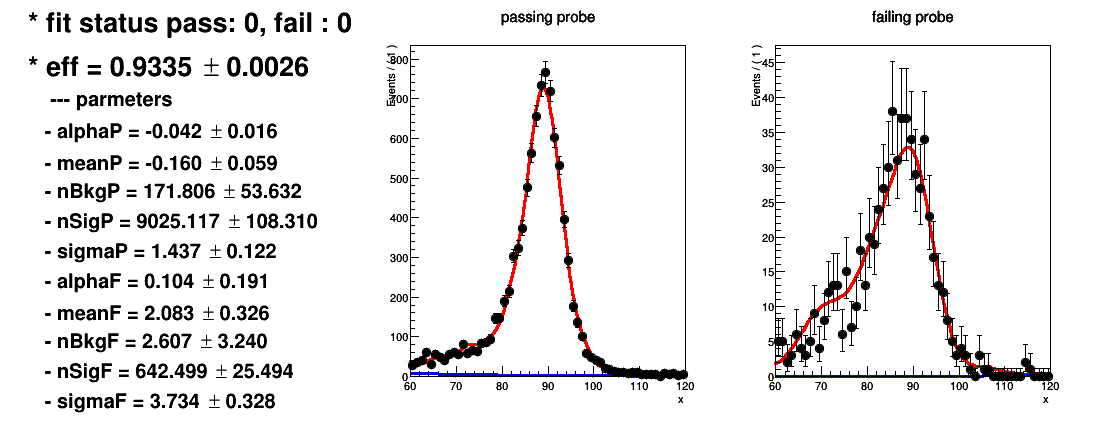 * fit status pass: 0, fail : 0
* eff = 0.9335 ± 0.0026
--- parmeters
- alphaP = -0.042 ± 0.016
- meanP = -0.160 ± 0.059
- nBkgP = 171.806 ± 53.632
- nSigP = 9025.117 ± 108.310
- sigmaP = 1.437 ± 0.122
- alphaF = 0.104 ± 0.191
- meanF = 2.083 ± 0.326
- nBkgF = 2.607 ± 3.240
- nSigF = 642.499 ± 25.494
- sigmaF = 3.734 ± 0.328
passing probe
Events / ( 1 )
800
700
600
500
400
300
200
100
0
60 70 80 90 100 110 120
x
failing probe
Events / ( 1 )
45
40
35
30
25
20
15
10
5
0
60 70 80 90 100 110 120
x